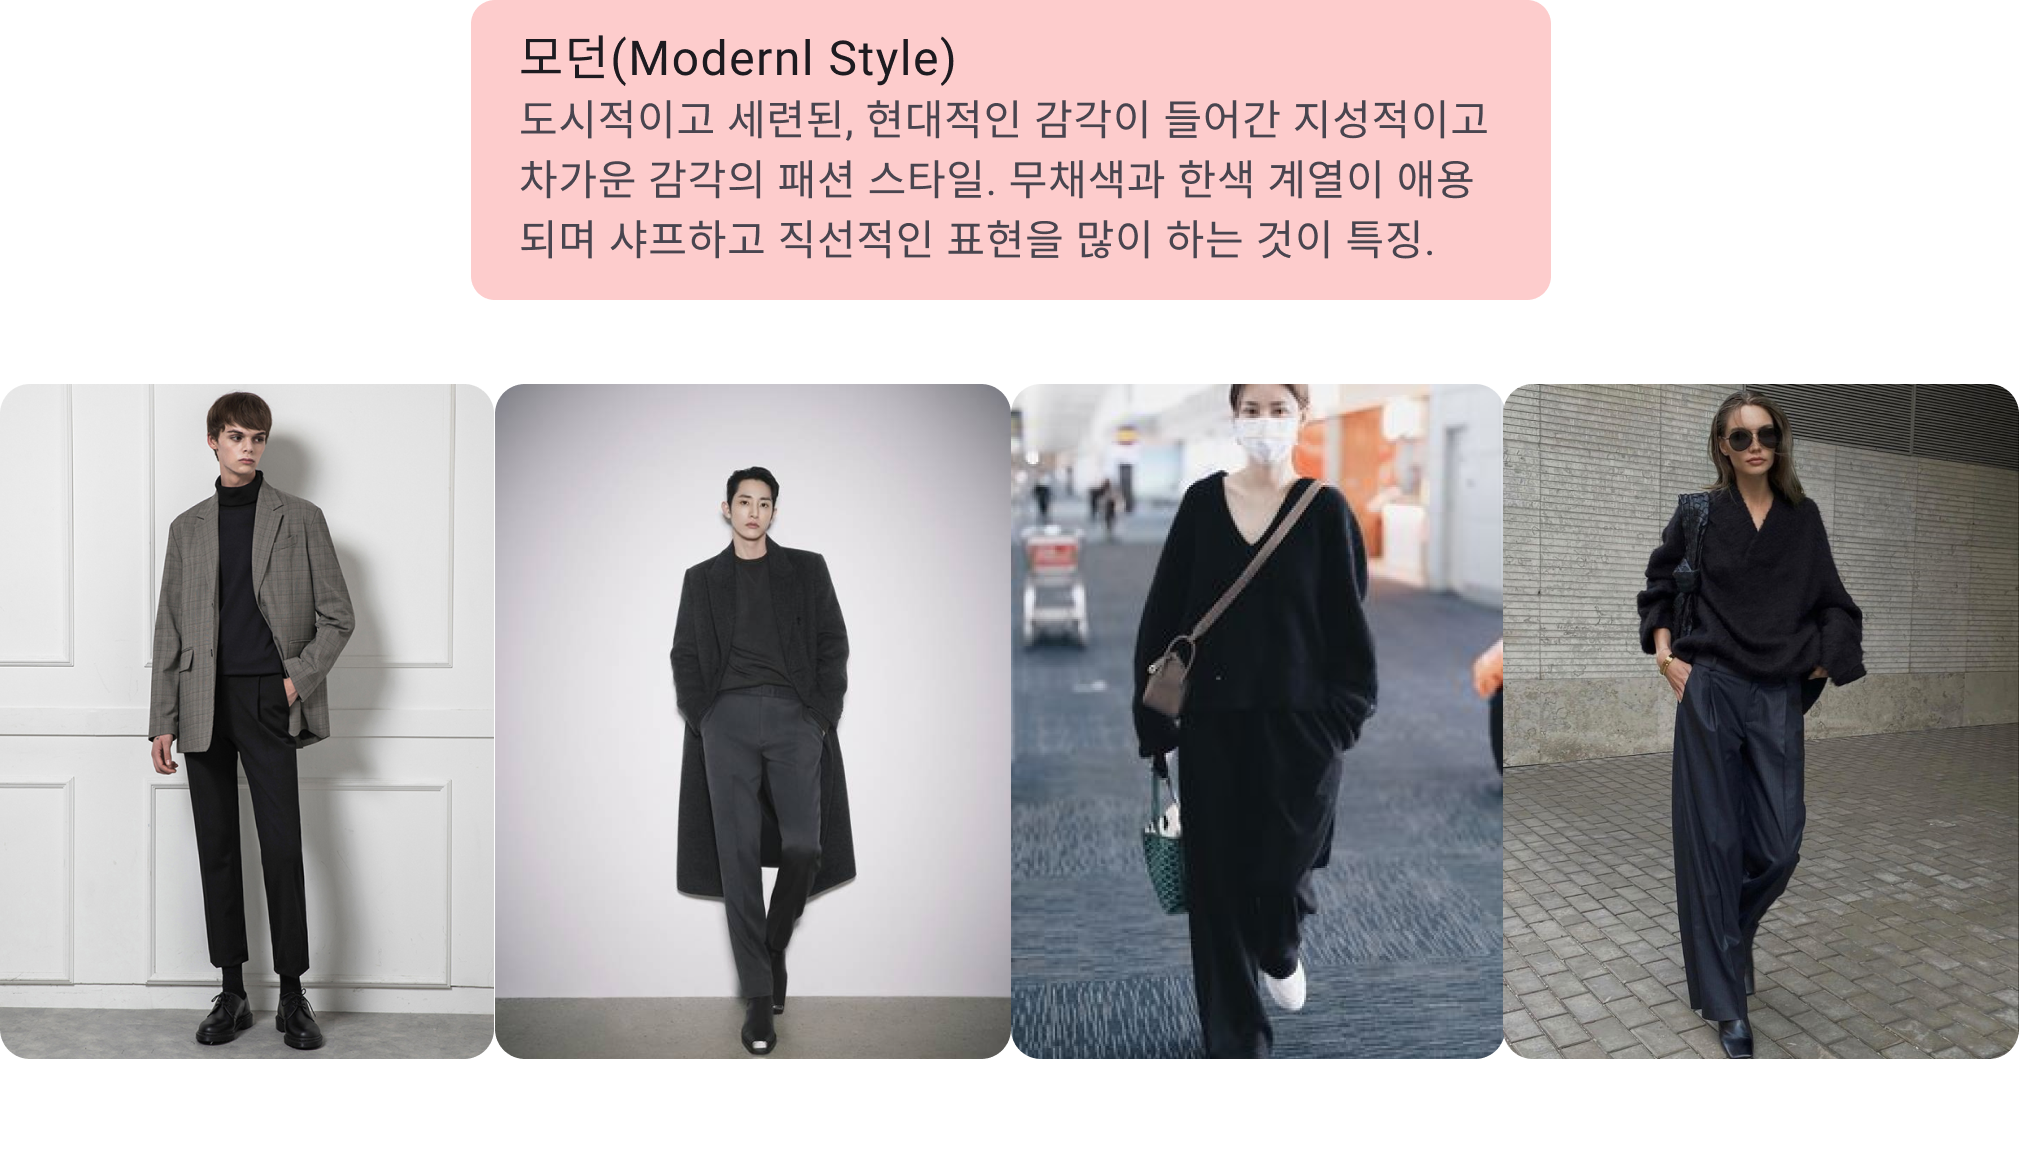 모던(Modernl Style)
도시적이고 세련된, 현대적인 감각이 들어간 지성적이고
차가운 감각의 패션 스타일. 무채색과 한색 계열이 애용
되며 샤프하고 직선적인 표현을 많이 하는 것이 특징.